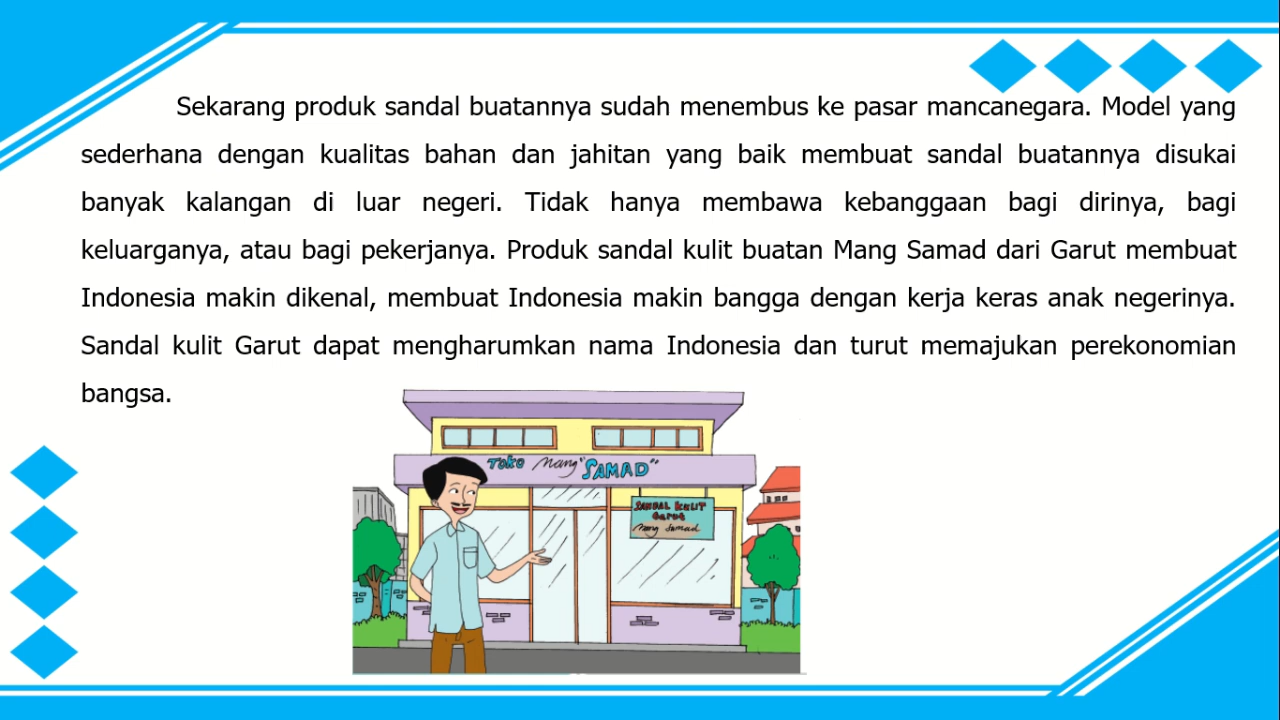 Sekarang produk sandal buatannya sudah menembus ke pasar mancanegara. Model yang
sederhana dengan kualitas bahan dan jahitan yang baik membuat sandal buatannya disukai
banyak kalangan di luar negeri. Tidak hanya membawa kebanggaan bagi dirinya, bagi
keluarganya, atau bagi pekerjanya. Produk sandal kulit buatan Mang Samad dari Garut membuat
Indonesia makin dikenal, membuat Indonesia makin bangga dengan kerja keras anak negerinya.
Sandal kulit Garut dapat mengharumkan nama Indonesia dan turut memajukan perekonomian
bangsa.
Toko Mang "SAMAD"
SANDAL KULIT
Garut
Mang Samad